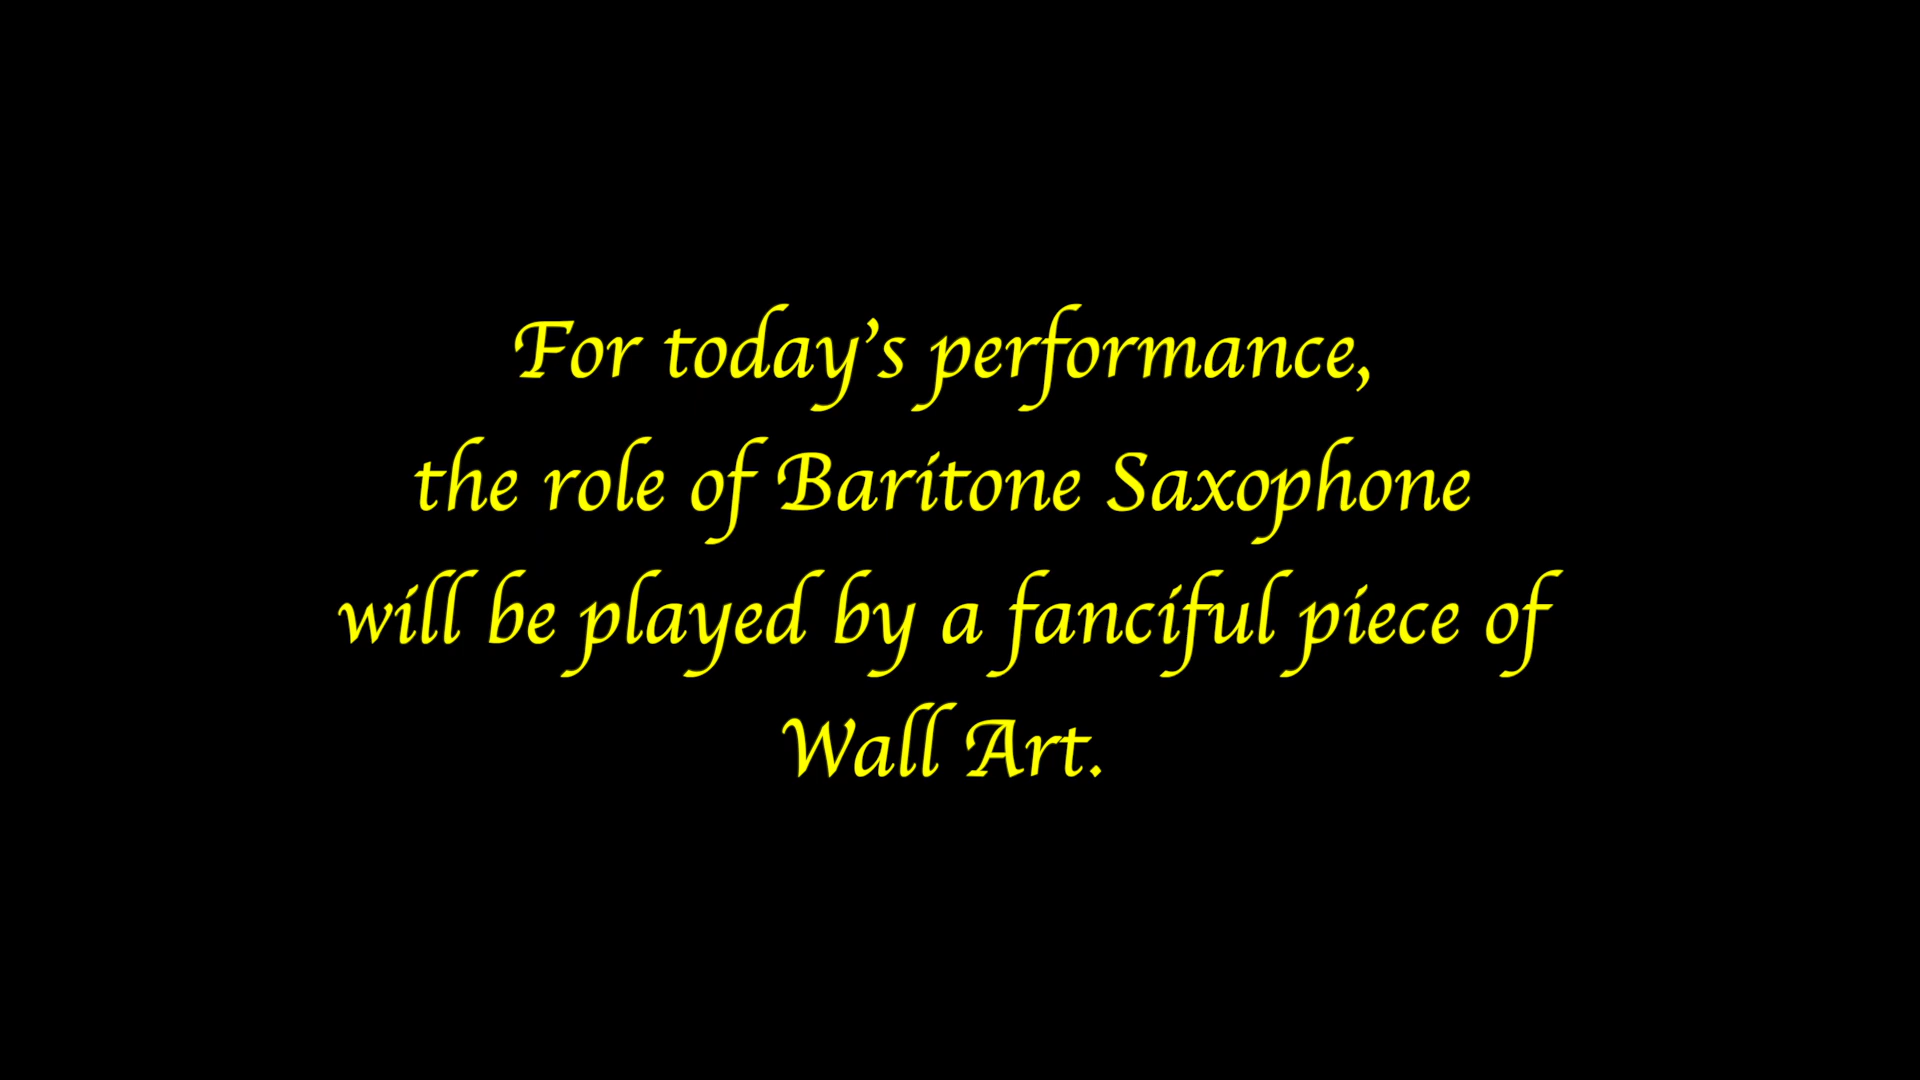 For today's performance,
the role of Baritone Saxophone
will be played by a fanciful piece of
Wall Art.